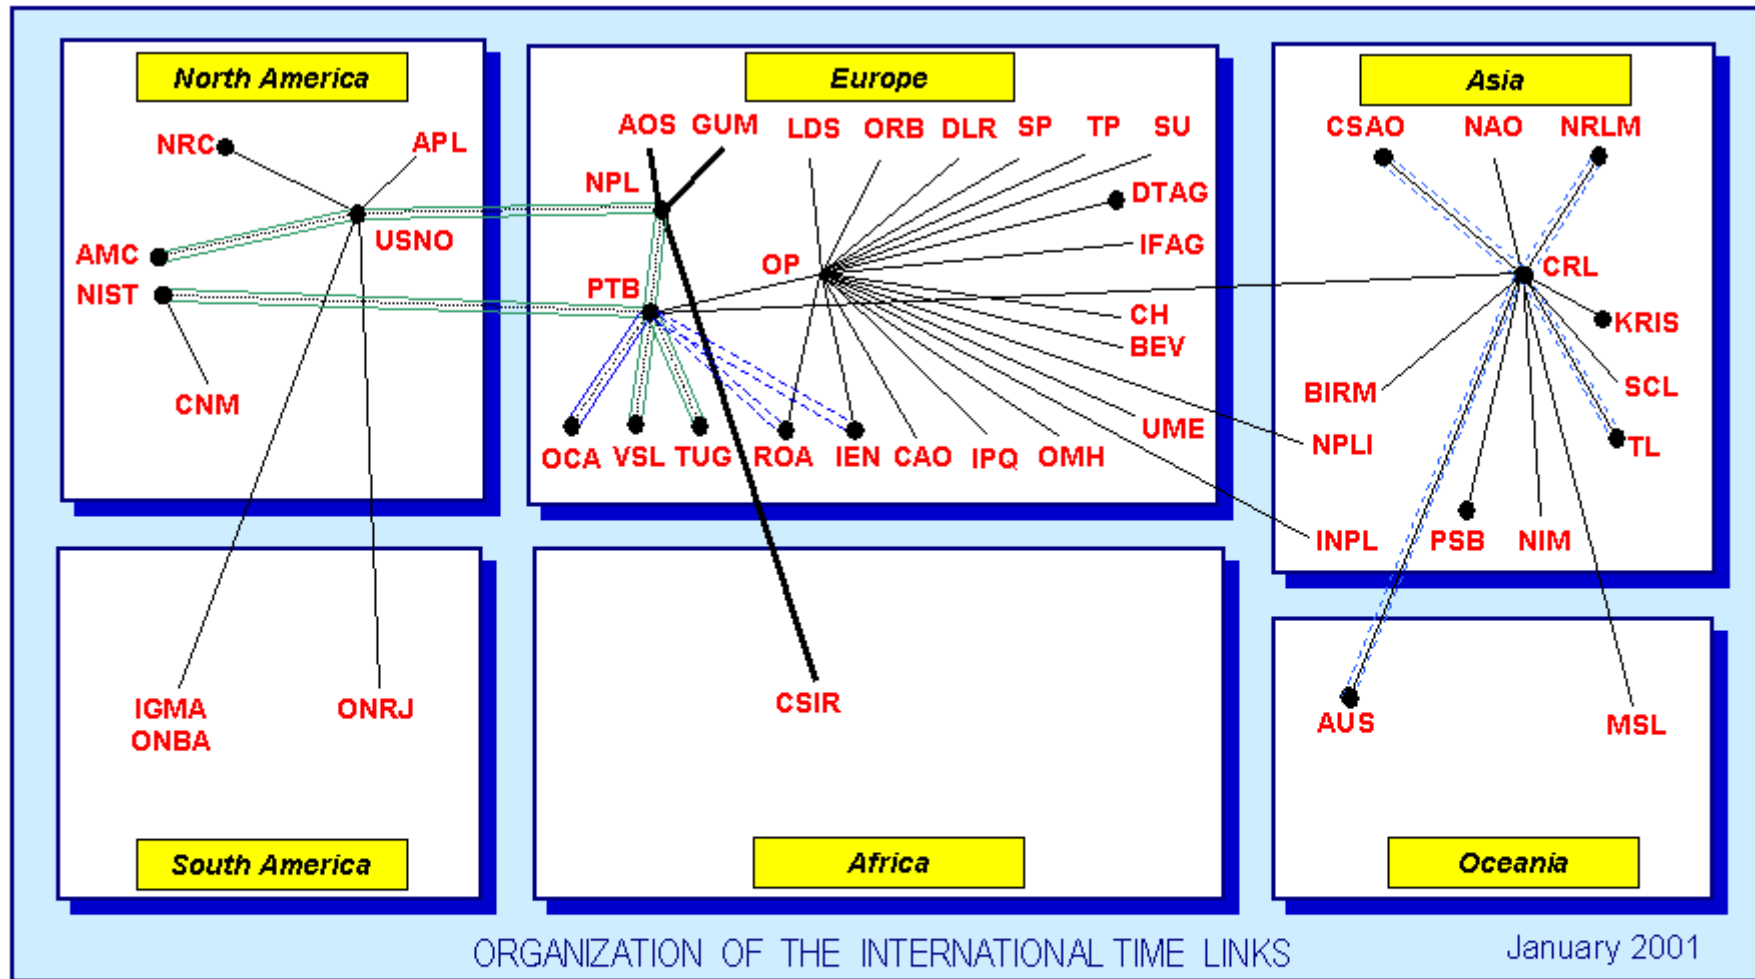 North America
NRC
APL
USNO
AMC
NIST
CNM
Europe
AOS GUM LDS ORB DLR SP TP SU
NPL
DTAG
IFAG
OP
PTB
CH
BEV
UME
OCA VSL TUG ROA IEN CAO IPQ OMH
Asia
CSAO NAO NRLM
CRL
KRIS
SCL
BIRM
TL
NPLI
INPL PSB NIM
IGMA
ONBA
ONRJ
South America
CSIR
Africa
AUS
MSL
Oceania
ORGANIZATION OF THE INTERNATIONAL TIME LINKS
January 2001